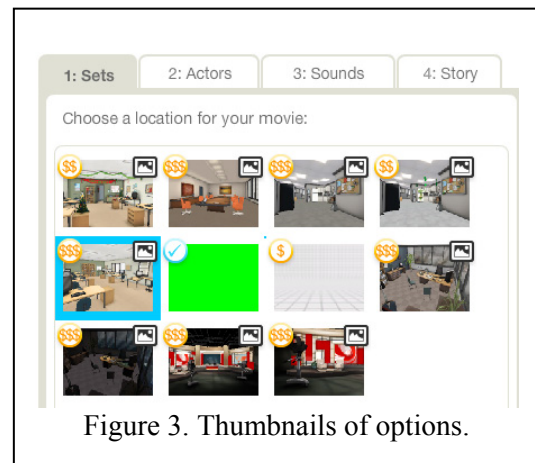 1: Sets 2: Actors 3: Sounds 4: Story
Choose a location for your movie:
$$ $$$ $$$ $$
$$$ $ $$$
$$$ $$$ $$$
Figure 3. Thumbnails of options.